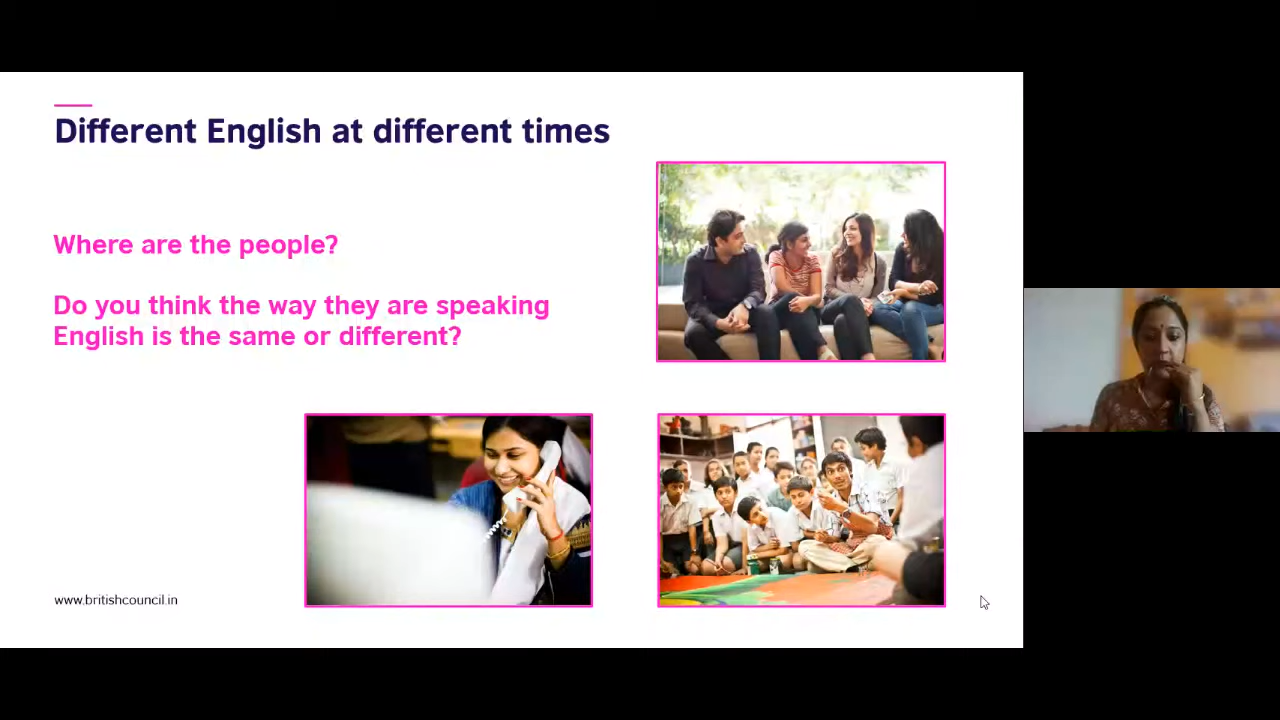 Different English at different times
Where are the people?
Do you think the way they are speaking
English is the same or different?
www.britishcouncil.in